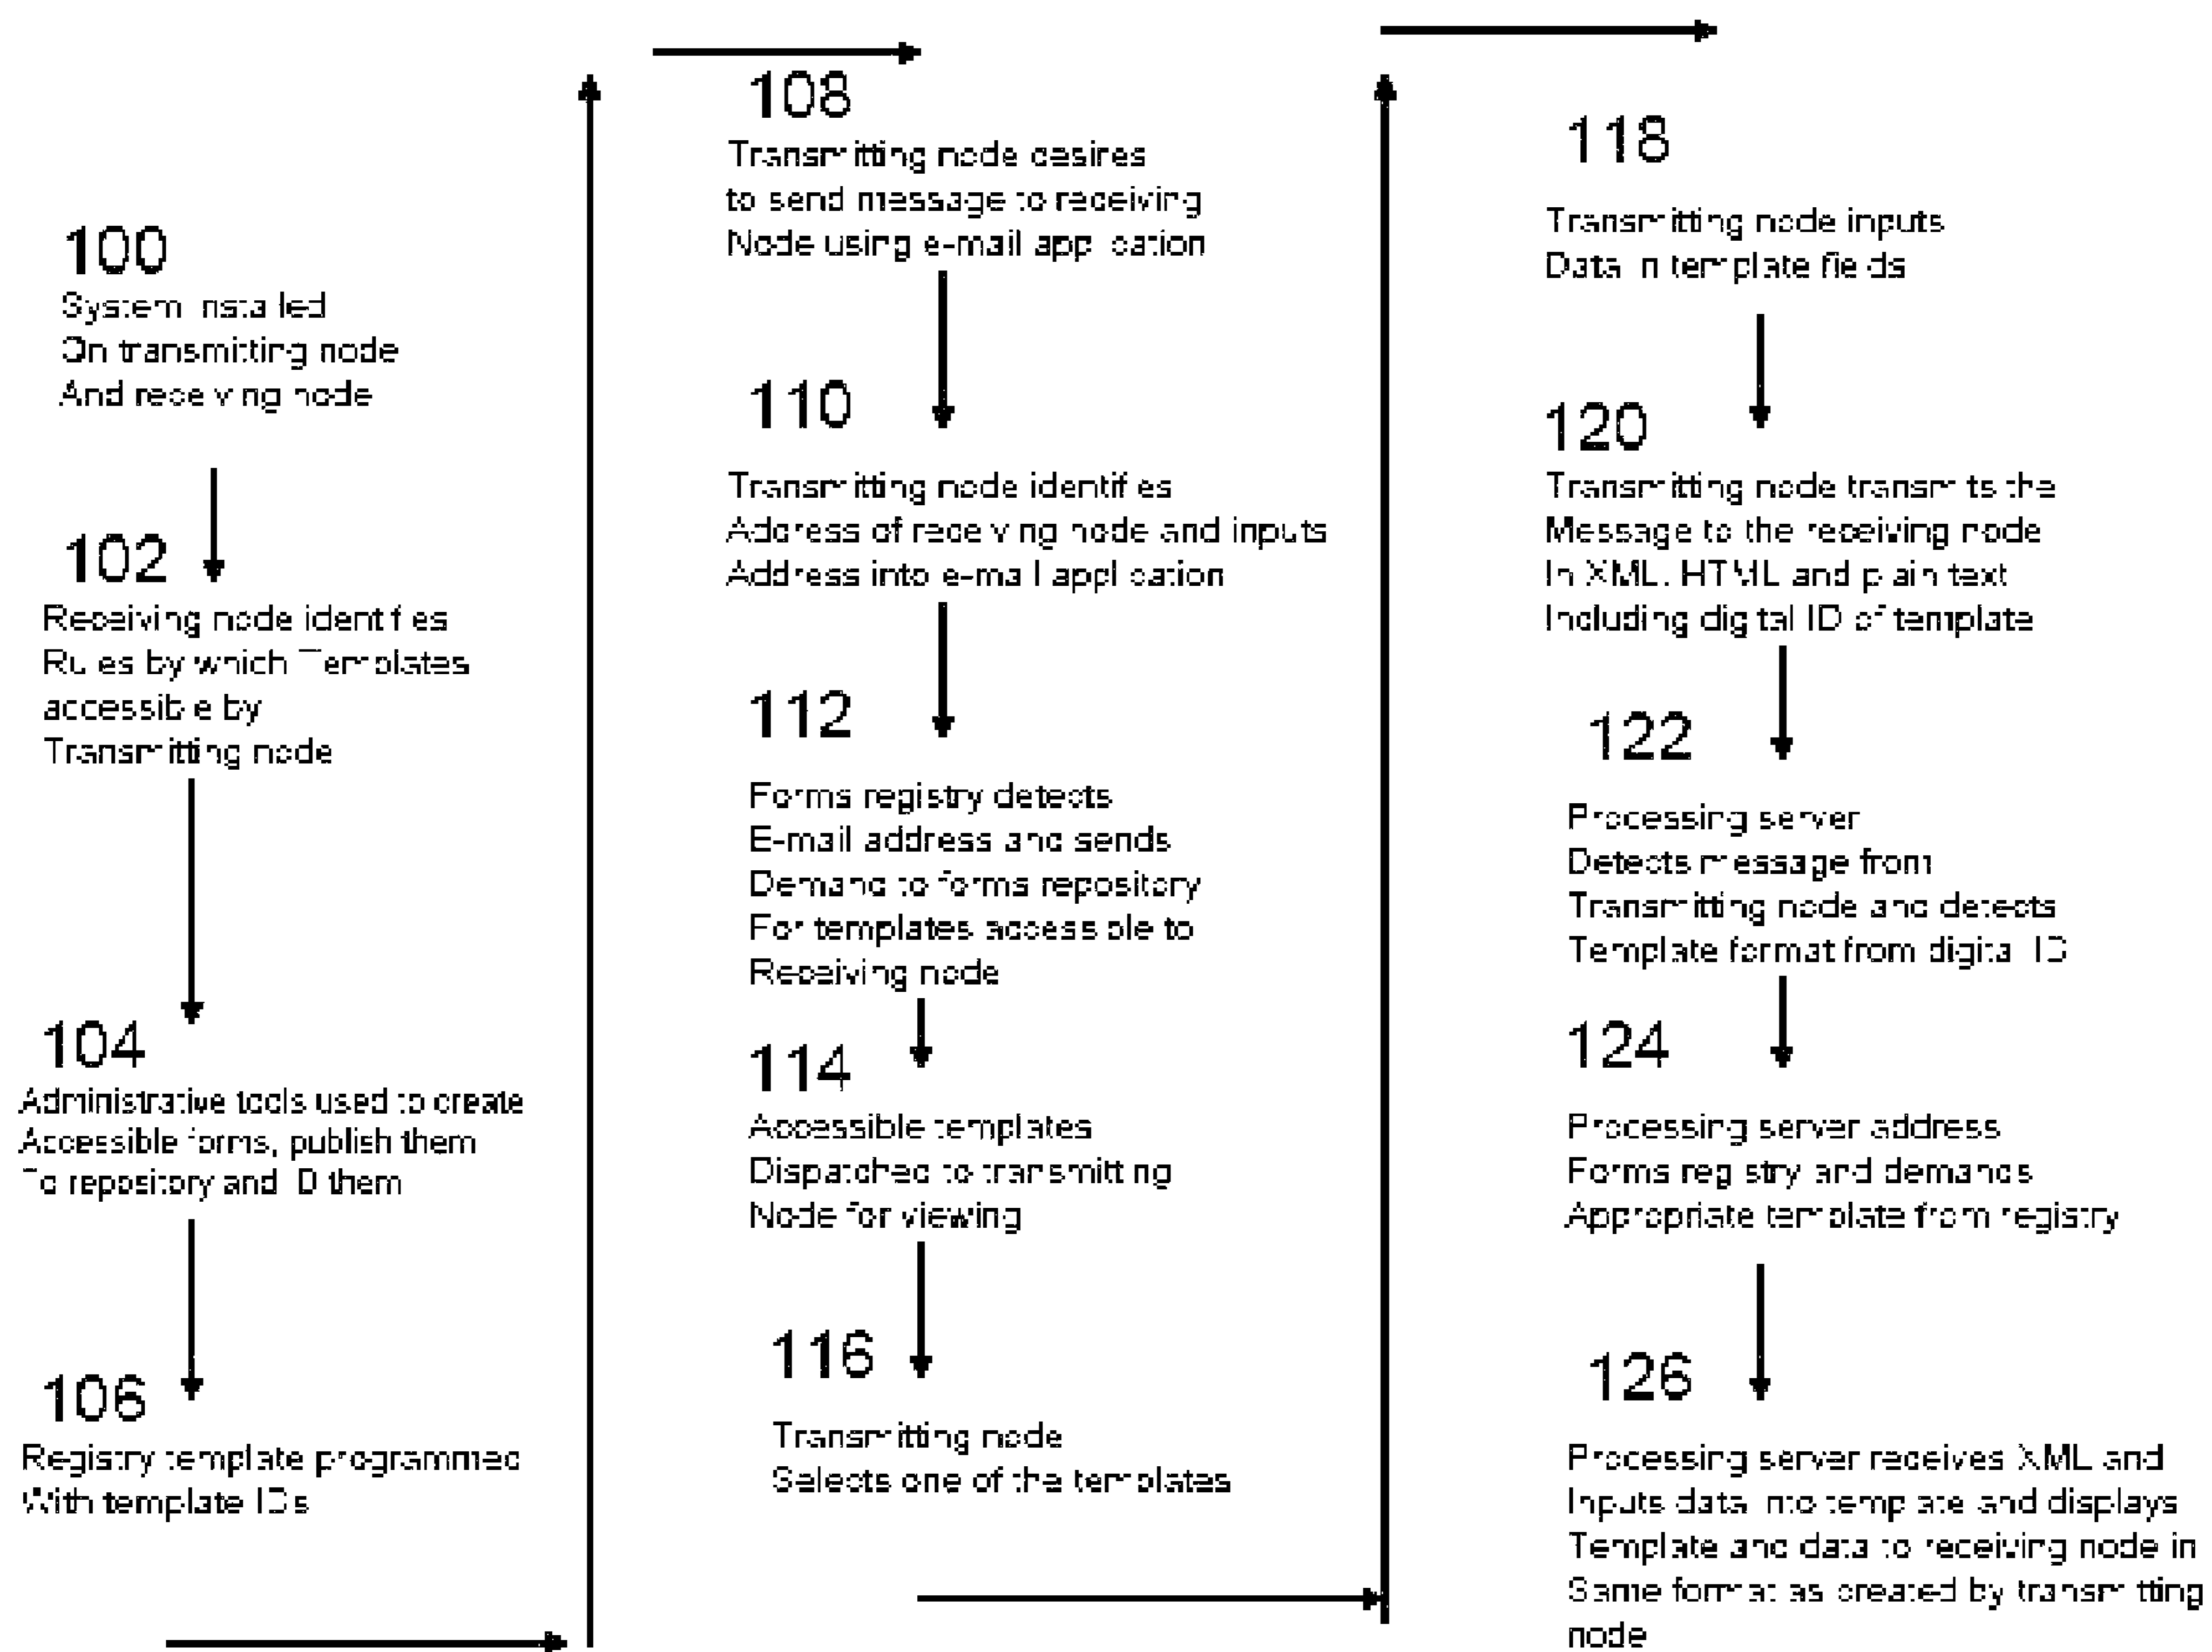 100
System installed
On transmitting node
And receiving node
102
Receiving node identifies
Rules by which Templates
accessible by
Transmitting node
104
Administrative tools used to create
Accessible forms, publish them
To repository and ID them
106
Registry template programmed
With template IDs
108
Transmitting node desires
to send message to receiving
Node using e-mail application
110
Transmitting node identifies
Address of receiving node and inputs
Address into e-mail application
112
Forms registry detects
E-mail address and sends
Demand to forms repository
For templates accessible to
Receiving node
114
Accessible templates
Dispatched to transmitting
Node for viewing
116
Transmitting node
Selects one of the templates
118
Transmitting node inputs
Data in template fields
120
Transmitting node transmits the
Message to the receiving node
In XML, HTML and plain text
Including digital ID of template
122
Processing server
Detects message from
Transmitting node and detects
Template format from digital ID
124
Processing server address
Forms registry and demands
Appropriate template from registry
126
Processing server receives XML and
Inputs data into template and displays
Template and data to receiving node in
Same format as created by transmitting
node